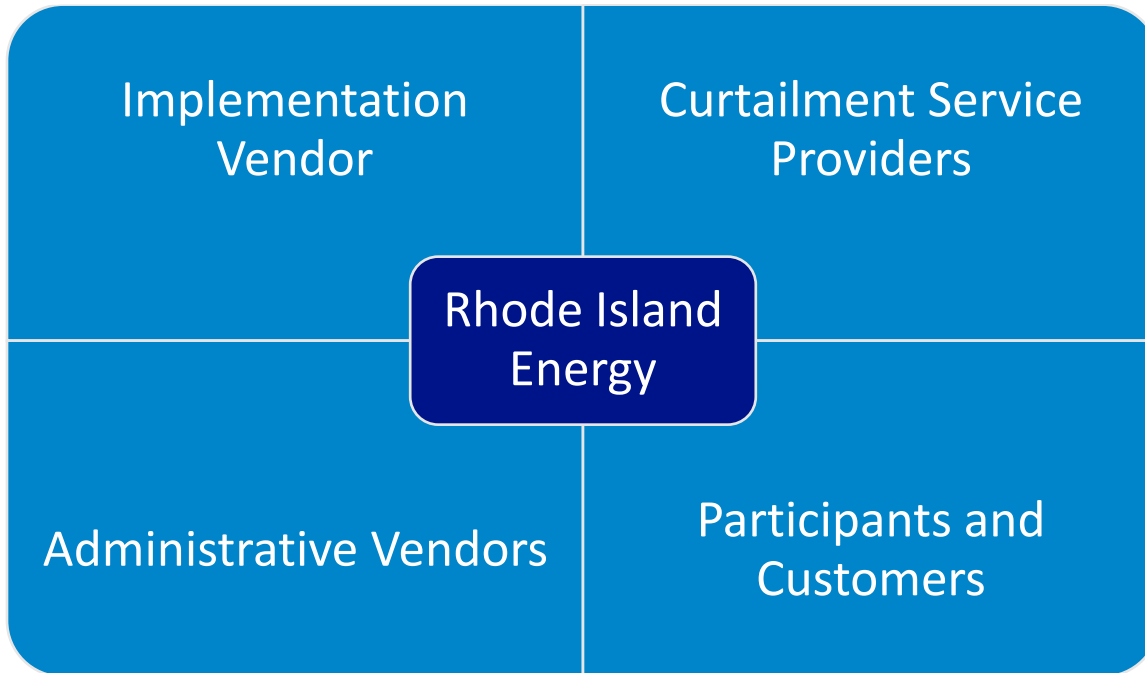 Implementation
Vendor
Curtailment Service
Providers
Rhode Island
Energy
Administrative Vendors
Participants and
Customers